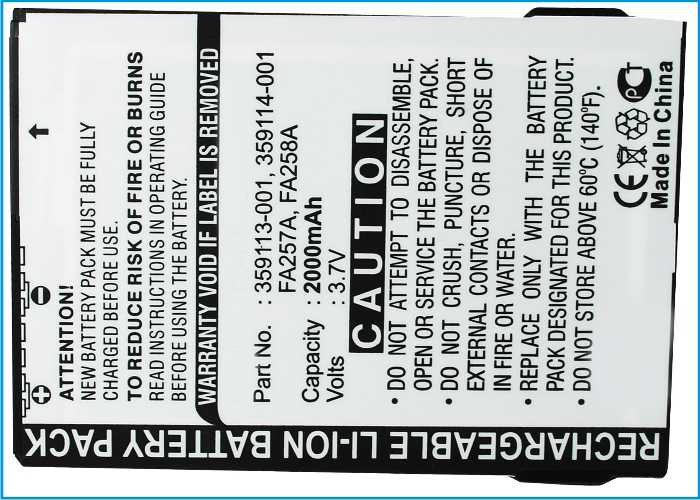 ATTENTION!
NEW BATTERY PACK MUST BE FULLY
CHARGED BEFORE USE.
TO REDUCE RISK OF FIRE OR BURNS
READ INSTRUCTIONS IN OPERATING GUIDE
BEFORE USING THE BATTERY.
WARRANTY VOID IF LABEL IS REMOVED
Part No. : 359113-001, 359114-001
FA257A, FA258A
Capacity : 2000mAh
Volts : 3.7V
CAUTION
• DO NOT ATTEMPT TO DISASSEMBLE,
OPEN OR SERVICE THE BATTERY PACK.
• DO NOT CRUSH, PUNCTURE, SHORT
EXTERNAL CONTACTS OR DISPOSE OF
IN FIRE OR WATER.
• REPLACE ONLY WITH THE BATTERY
PACK DESIGNATED FOR THIS PRODUCT.
• DO NOT STORE ABOVE 60ºC (140ºF).
CE PCT
Made In China
RECHARGEABLE LI-ION BATTERY PACK